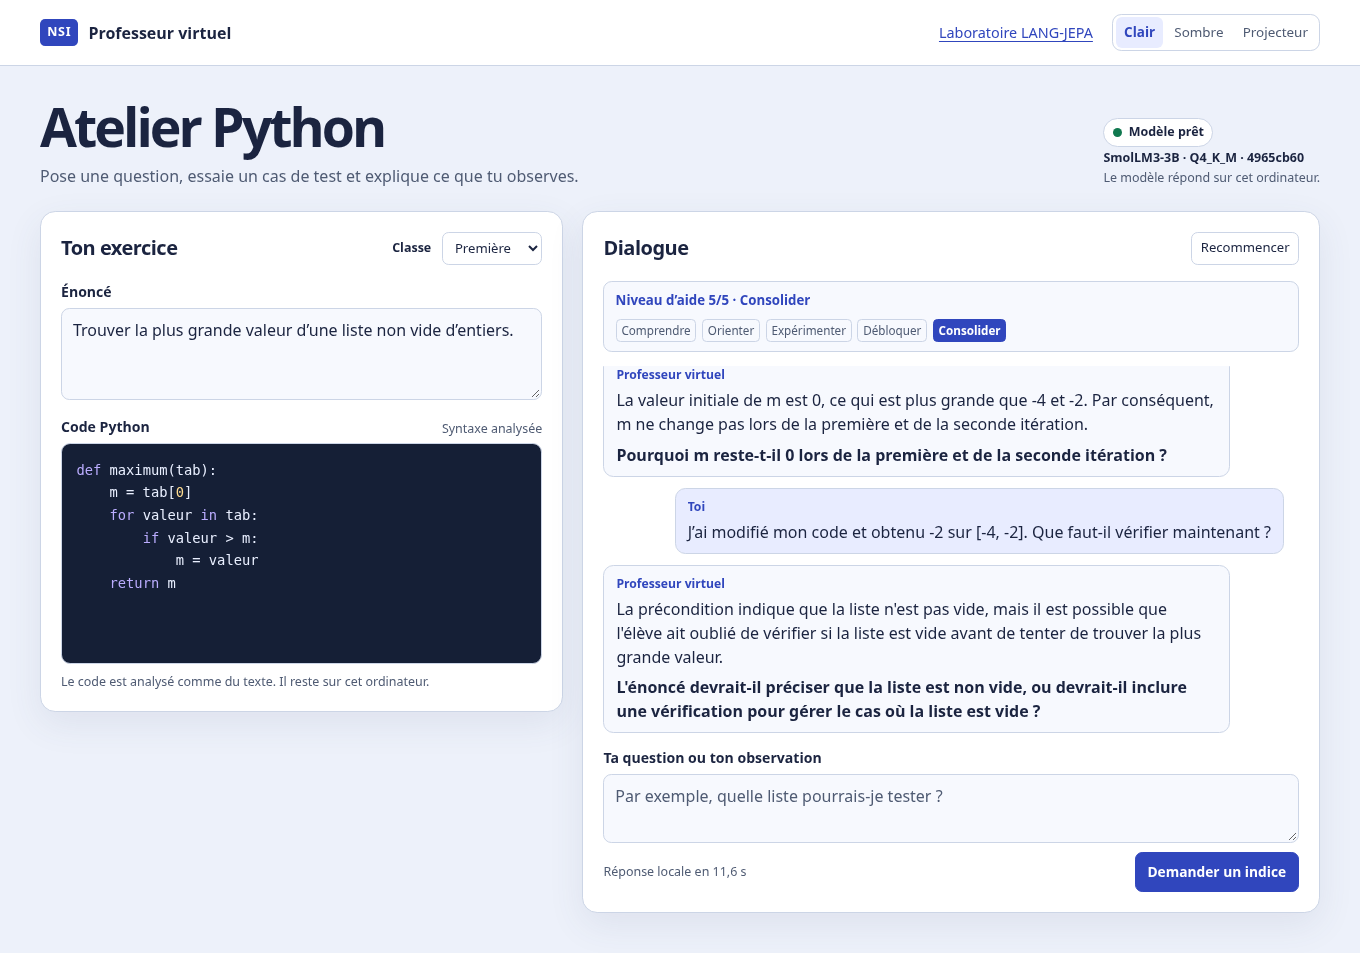 NSI Professeur virtuel
Laboratoire LANG-JEPA
Clair Sombre Projecteur
Atelier Python
Pose une question, essaie un cas de test et explique ce que tu observes.
Modèle prêt
SmolLM3-3B · Q4_K_M · 4965cb60
Le modèle répond sur cet ordinateur.
Ton exercice
Classe Première
Énoncé
Trouver la plus grande valeur d’une liste non vide d’entiers.
Code Python
Syntaxe analysée
def maximum(tab):
    m = tab[0]
    for valeur in tab:
        if valeur > m:
            m = valeur
    return m
Le code est analysé comme du texte. Il reste sur cet ordinateur.
Dialogue
Recommencer
Niveau d’aide 5/5 · Consolider
Comprendre Orienter Expérimenter Débloquer Consolider
Professeur virtuel
La valeur initiale de m est 0, ce qui est plus grande que -4 et -2. Par conséquent,
m ne change pas lors de la première et de la seconde itération.
Pourquoi m reste-t-il 0 lors de la première et de la seconde itération ?
Toi
J’ai modifié mon code et obtenu -2 sur [-4, -2]. Que faut-il vérifier maintenant ?
Professeur virtuel
La précondition indique que la liste n'est pas vide, mais il est possible que
l'élève ait oublié de vérifier si la liste est vide avant de tenter de trouver la plus
grande valeur.
L'énoncé devrait-il préciser que la liste est non vide, ou devrait-il inclure
une vérification pour gérer le cas où la liste est vide ?
Ta question ou ton observation
Par exemple, quelle liste pourrais-je tester ?
Réponse locale en 11,6 s
Demander un indice